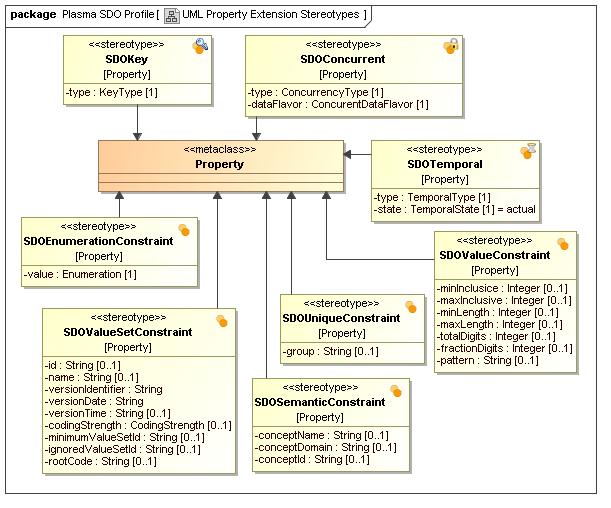 package Plasma SDO Profile [ UML Property Extension Stereotypes ]
<<stereotype>>
SDOKey
[Property]
-type : KeyType [1]
<<stereotype>>
SDOConcurrent
[Property]
-type : ConcurrencyType [1]
-dataFlavor : ConcurentDataFlavor [1]
<<metaclass>>
Property
<<stereotype>>
SDOTemporal
[Property]
-type : TemporalType [1]
-state : TemporalState [1] = actual
<<stereotype>>
SDOEnumerationConstraint
[Property]
-value : Enumeration [1]
<<stereotype>>
SDOValueConstraint
[Property]
-minInclusice : Integer [0..1]
-maxInclusive : Integer [0..1]
-minLength : Integer [0..1]
-maxLength : Integer [0..1]
-totalDigits : Integer [0..1]
-fractionDigits : Integer [0..1]
-pattern : String [0..1]
<<stereotype>>
SDOValueSetConstraint
[Property]
-id : String [0..1]
-name : String [0..1]
-versionIdentifier : String
-versionDate : String
-versionTime : String [0..1]
-codingStrength : CodingStrength [0..1]
-minimumValueSetId : String [0..1]
-ignoredValueSetId : String [0..1]
-rootCode : String [0..1]
<<stereotype>>
SDOUniqueConstraint
[Property]
-group : String [0..1]
<<stereotype>>
SDOSemanticConstraint
[Property]
-conceptName : String [0..1]
-conceptDomain : String [0..1]
-conceptId : String [0..1]